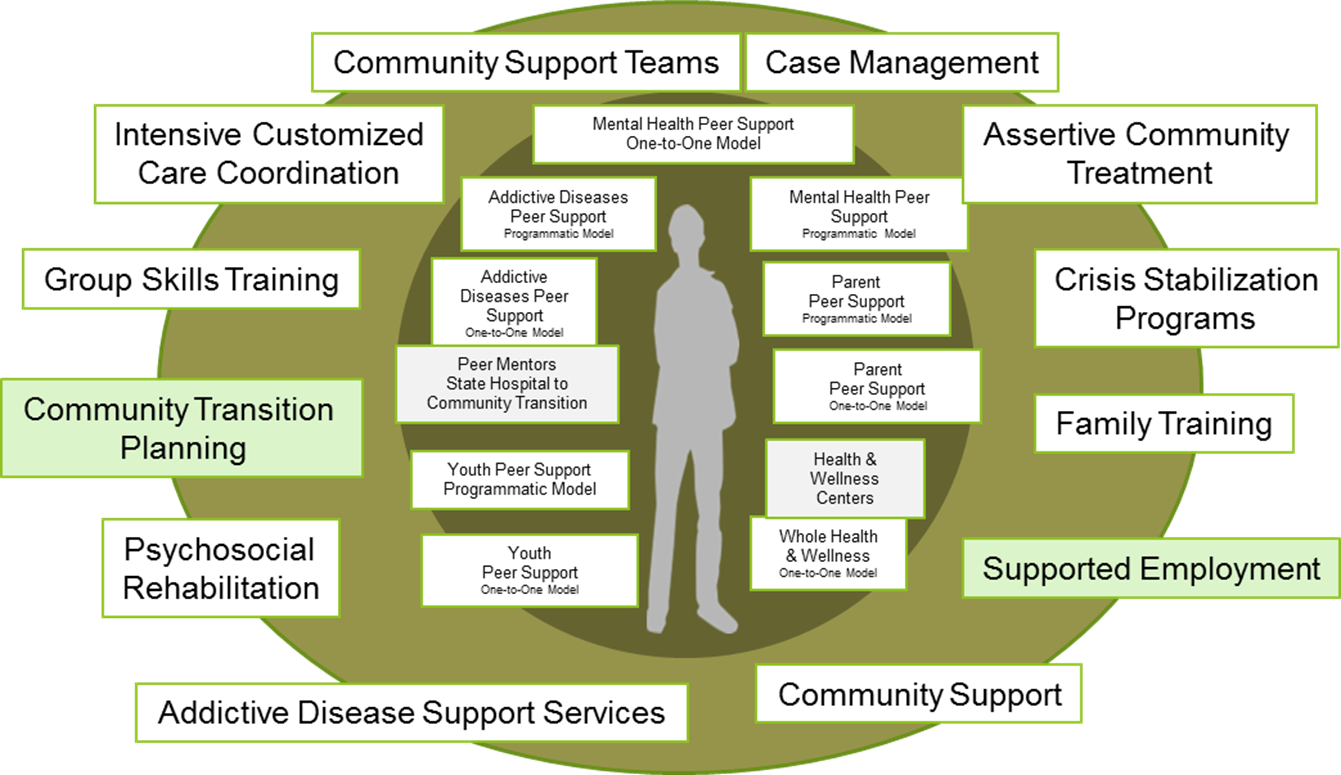 Community Support Teams
Case Management
Intensive Customized
Care Coordination
Mental Health Peer Support
One-to-One Model
Assertive Community
Treatment
Addictive Diseases
Peer Support
Programmatic Model
Mental Health Peer
Support
Programmatic Model
Group Skills Training
Addictive
Diseases Peer
Support
One-to-One Model
Parent
Peer Support
Programmatic Model
Crisis Stabilization
Programs
Peer Mentors
State Hospital to
Community Transition
Parent
Peer Support
One-to-One Model
Community Transition
Planning
Family Training
Youth Peer Support
Programmatic Model
Health &
Wellness
Centers
Psychosocial
Rehabilitation
Youth
Peer Support
One-to-One Model
Whole Health
& Wellness
One-to-One Model
Supported Employment
Addictive Disease Support Services
Community Support